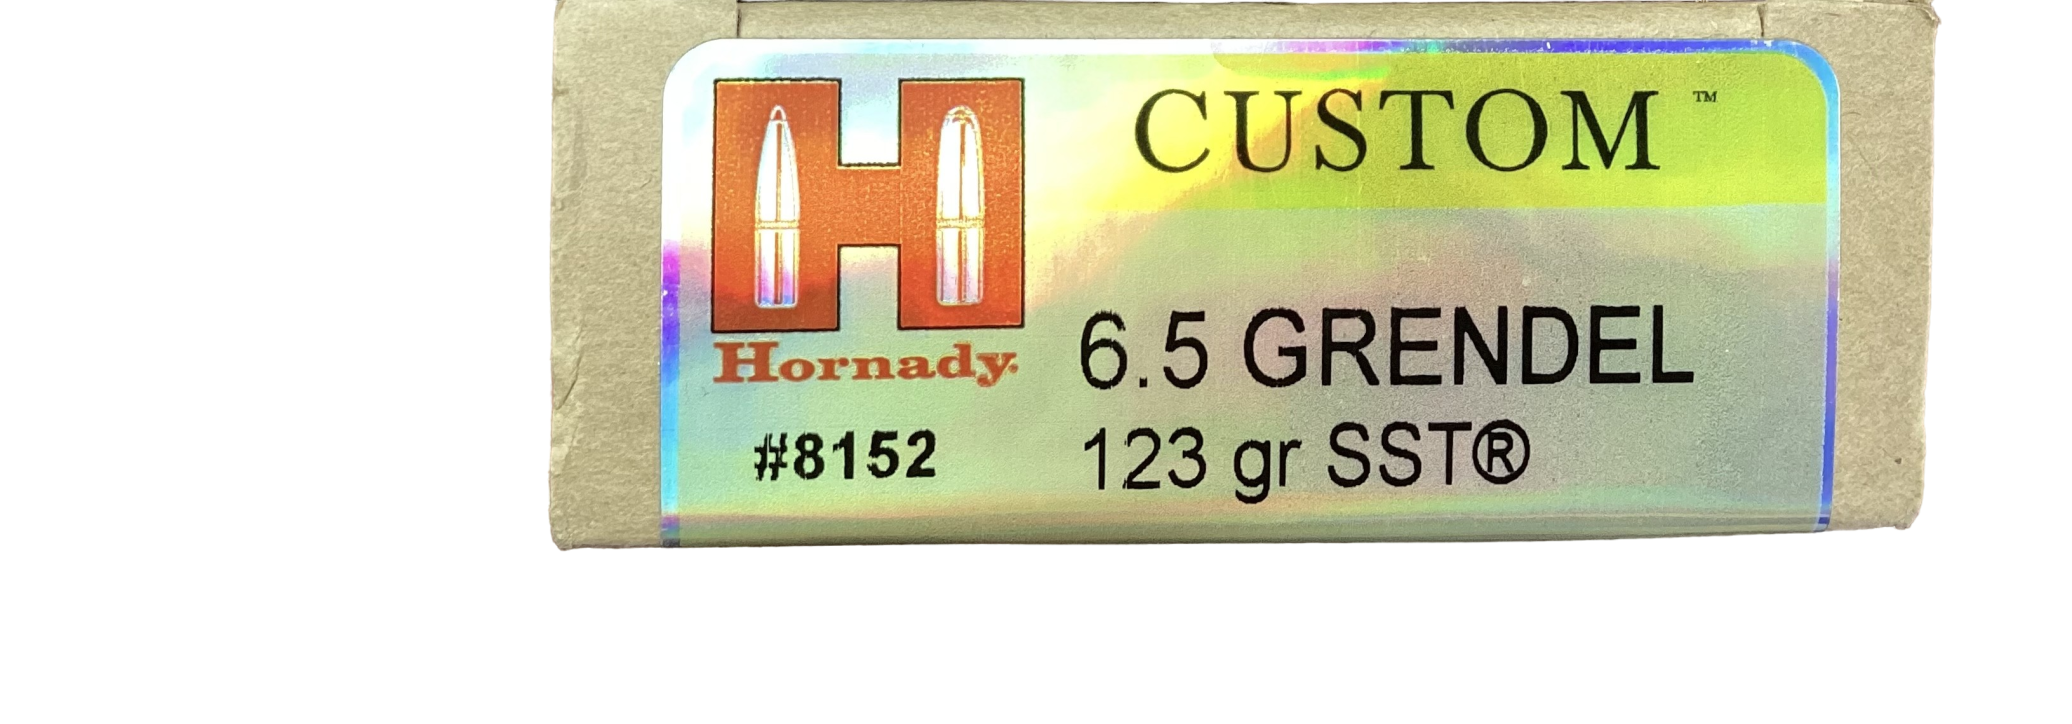 CUSTOM™
Hornady®
6.5 GRENDEL
#8152
123 gr SST®